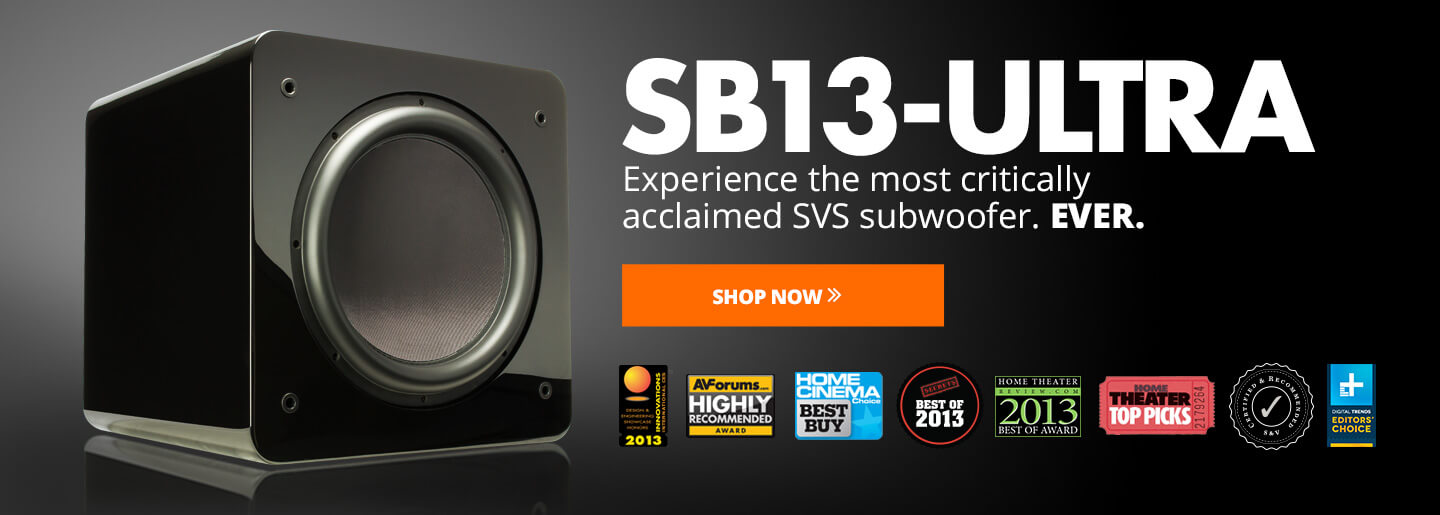 SB13-ULTRA
Experience the most critically
acclaimed SVS subwoofer. EVER.
SHOP NOW »
INNOVATIONS
INTERNATIONAL CES
DESIGN &
ENGINEERING
SHOWCASE
HONORS
2013
AVForums.com
HIGHLY
RECOMMENDED
AWARD
HOME
CINEMA
Choice
BEST
BUY
SECRETS
BEST OF
2013
HOME THEATER
REVIEW.COM
2013
BEST OF AWARD
HOME
THEATER
TOP PICKS
2179264
CERTIFIED & RECOMMENDED
S&V
DIGITAL TRENDS
EDITORS'
CHOICE